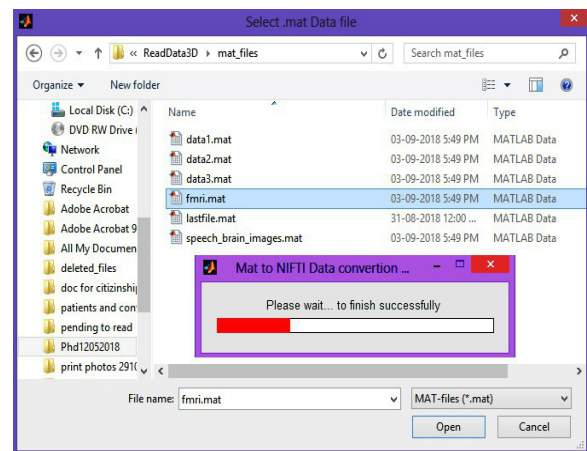 Select .mat Data file
« ReadData3D mat_files Search mat_files
Organize New folder
Local Disk (C:)
DVD RW Drive (
Network
Control Panel
Recycle Bin
Adobe Acrobat
Adobe Acrobat 9
All My Documen
deleted_files
doc for citizinship
patients and con
pending to read
Phd12052018
print photos 2910
Name Date modified Type
data1.mat 03-09-2018 5:49 PM MATLAB Data
data2.mat 03-09-2018 5:49 PM MATLAB Data
data3.mat 03-09-2018 5:49 PM MATLAB Data
fmri.mat 03-09-2018 5:49 PM MATLAB Data
lastfile.mat 31-08-2018 12:00 ... MATLAB Data
speech_brain_images.mat 03-09-2018 5:49 PM MATLAB Data
Mat to NIFTI Data convertion ...
Please wait... to finish successfully
File name: fmri.mat MAT-files (*.mat)
Open Cancel